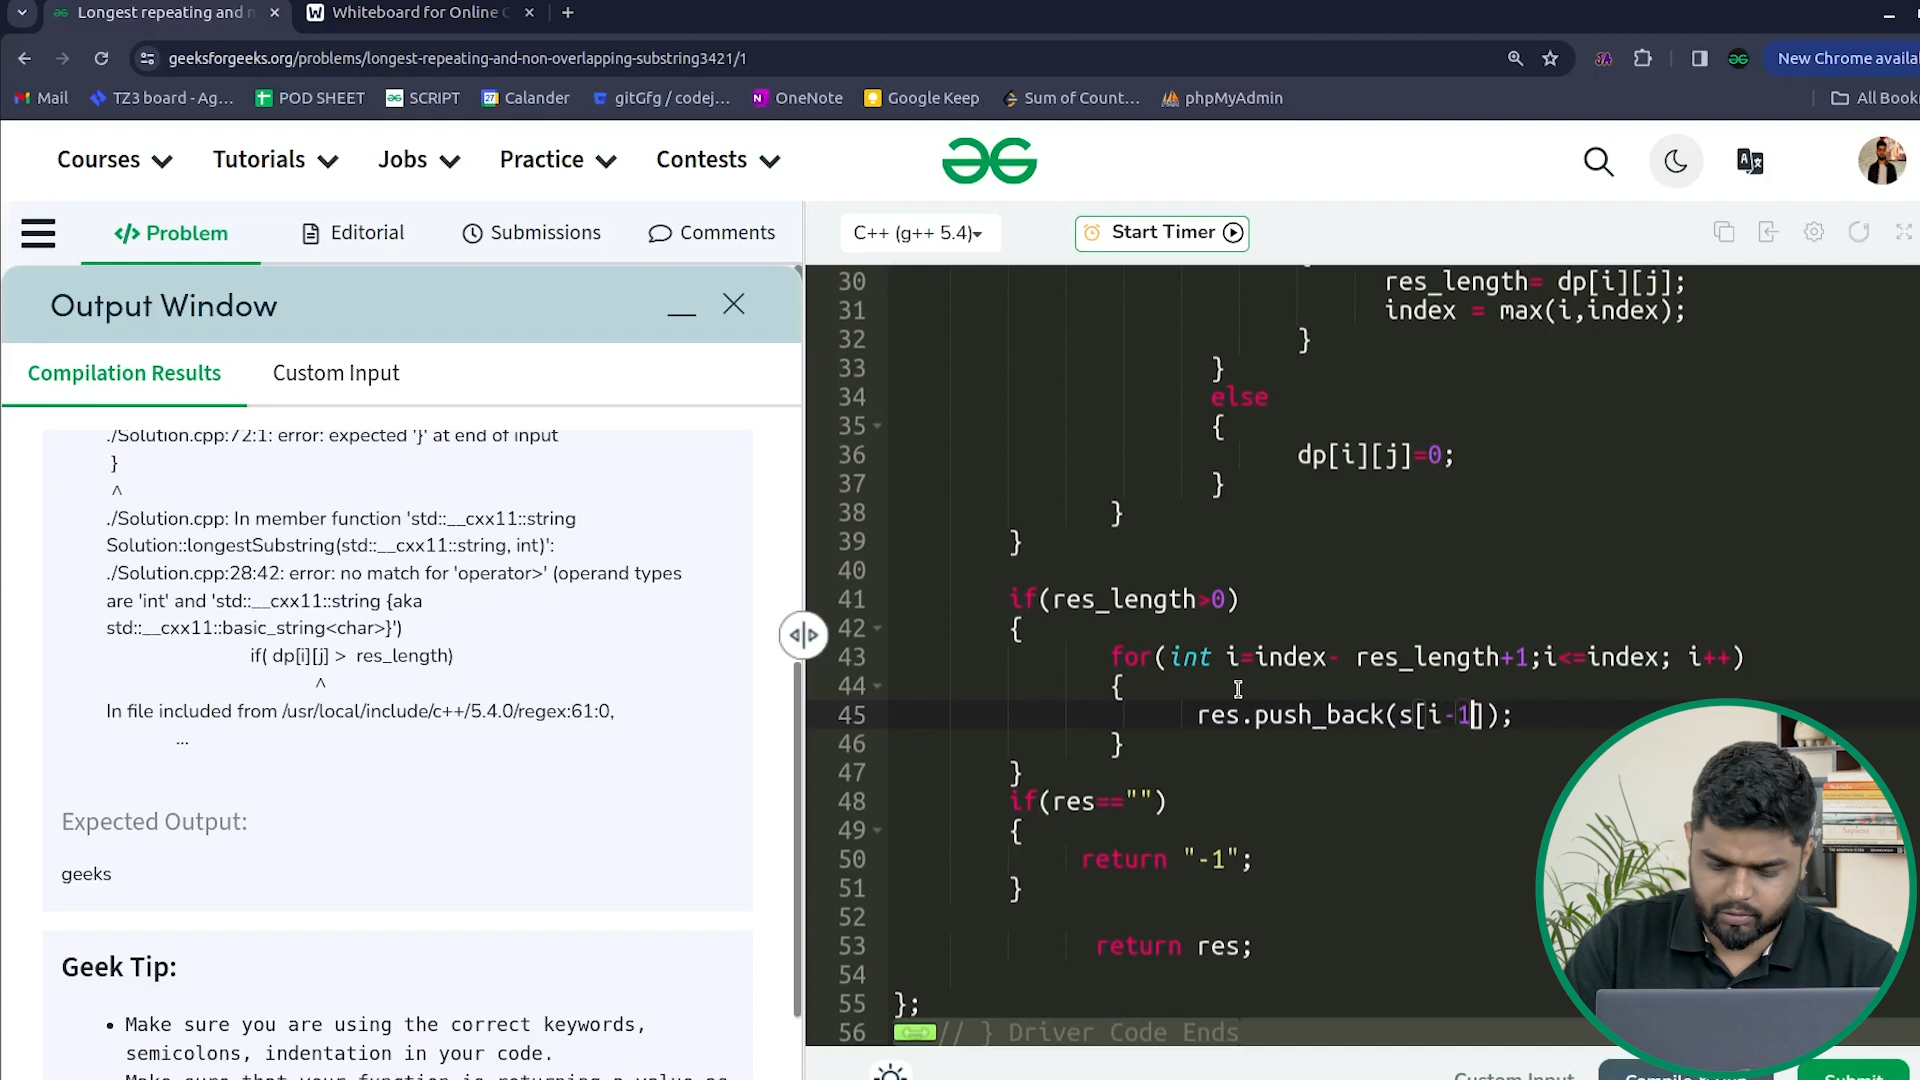 Longest repeating and n
Whiteboard for Online C
geeksforgeeks.org/problems/longest-repeating-and-non-overlapping-substring3421/1
New Chrome availa
Mail
TZ3 board - Ag...
POD SHEET
SCRIPT
Calander
gitGfg / codej...
OneNote
Google Keep
Sum of Count...
phpMyAdmin
All Book
Courses
Tutorials
Jobs
Practice
Contests
Problem
Editorial
Submissions
Comments
C++ (g++ 5.4)
Start Timer
Output Window
Compilation Results
Custom Input
./Solution.cpp:72:1: error: expected '}' at end of input
}
^
./Solution.cpp: In member function 'std::__cxx11::string
Solution::longestSubstring(std::__cxx11::string, int)':
./Solution.cpp:28:42: error: no match for 'operator>' (operand types
are 'int' and 'std::__cxx11::string {aka
std::__cxx11::basic_string<char>}')
if( dp[i][j] > res_length)
^
In file included from /usr/local/include/c++/5.4.0/regex:61:0,
...
Expected Output:
geeks
Geek Tip:
• Make sure you are using the correct keywords,
semicolons, indentation in your code.
30 res_length= dp[i][j];
31 index = max(i,index);
32 }
33 }
34 else
35 {
36 dp[i][j]=0;
37 }
38 }
39 }
40
41 if(res_length>0)
42 {
43 for(int i=index- res_length+1;i<=index; i++)
44 {
45 res.push_back(s[i-1]);
46 }
47 }
48 if(res=="")
49 {
50 return "-1";
51 }
52
53 return res;
54
55 };
56 // } Driver Code Ends
Custom Input
Submit